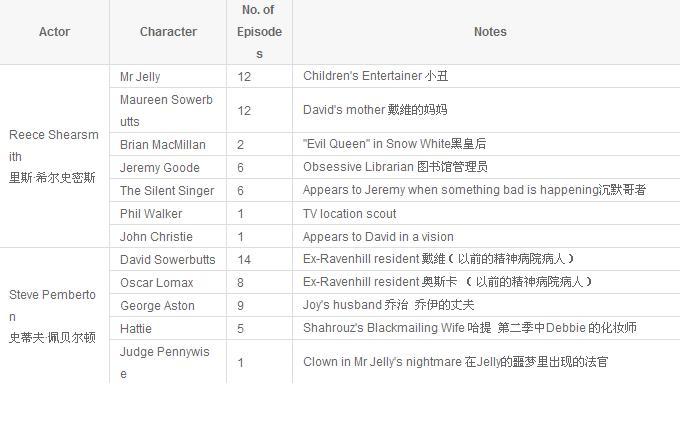 Actor
Character
No. of
Episode
s
Notes
Reece Shearsm
ith
里斯·希尔史密斯
Mr Jelly
12
Children's Entertainer 小丑
Maureen Sowerb
utts
12
David's mother 戴维的妈妈
Brian MacMillan
2
"Evil Queen" in Snow White黑皇后
Jeremy Goode
6
Obsessive Librarian 图书馆管理员
The Silent Singer
6
Appears to Jeremy when something bad is happening沉默哥者
Phil Walker
1
TV location scout
John Christie
1
Appears to David in a vision
Steve Pemberto
n
史蒂夫·佩贝尔顿
David Sowerbutts
14
Ex-Ravenhill resident 戴維（以前的精神病院病人）
Oscar Lomax
8
Ex-Ravenhill resident 奥斯卡 （以前的精神病院病人）
George Aston
9
Joy's husband 乔治 乔伊的丈夫
Hattie
5
Shahrouz's Blackmailing Wife 哈提 第二季中Debbie 的化妆师
Judge Pennywis
e
1
Clown in Mr Jelly's nightmare 在Jelly的噩梦里出现的法官